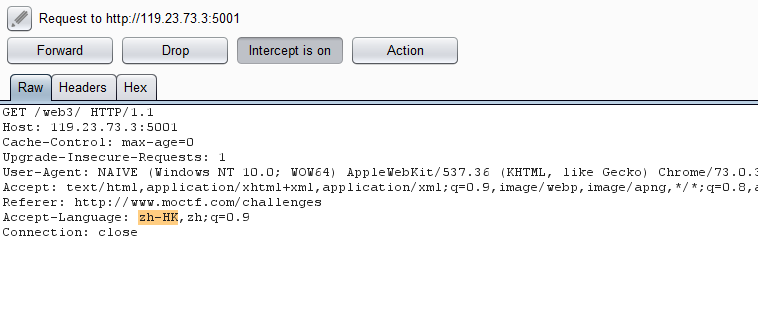 Request to http://119.23.73.3:5001
Forward Drop Intercept is on Action
Raw Headers Hex
GET /web3/ HTTP/1.1
Host: 119.23.73.3:5001
Cache-Control: max-age=0
Upgrade-Insecure-Requests: 1
User-Agent: NAIVE (Windows NT 10.0; WOW64) AppleWebKit/537.36 (KHTML, like Gecko) Chrome/73.0.3
Accept: text/html,application/xhtml+xml,application/xml;q=0.9,image/webp,image/apng,*/*;q=0.8,a
Referer: http://www.moctf.com/challenges
Accept-Language: zh-HK,zh;q=0.9
Connection: close